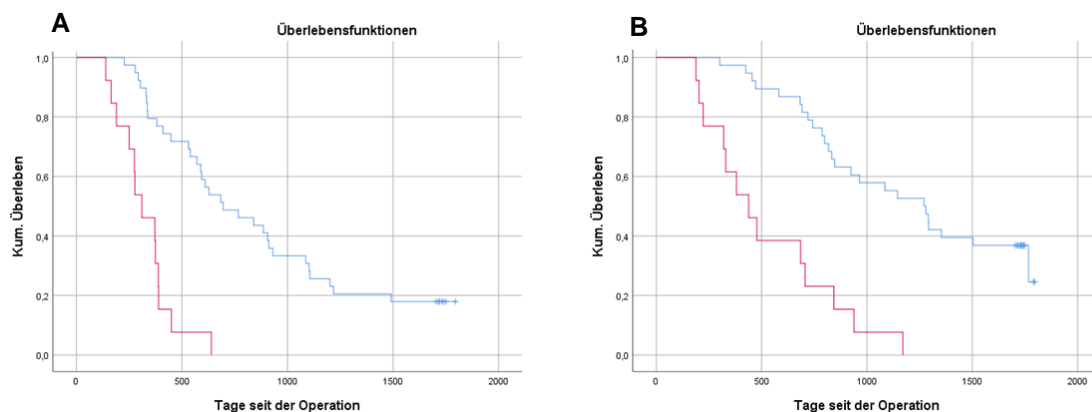 A
Überlebensfunktionen
1,0
0,8
0,6
0,4
0,2
0,0
Kum. Überleben
0
500
1000
1500
2000
Tage seit der Operation
B
Überlebensfunktionen
1,0
0,8
0,6
0,4
0,2
0,0
Kum. Überleben
0
500
1000
1500
2000
Tage seit der Operation